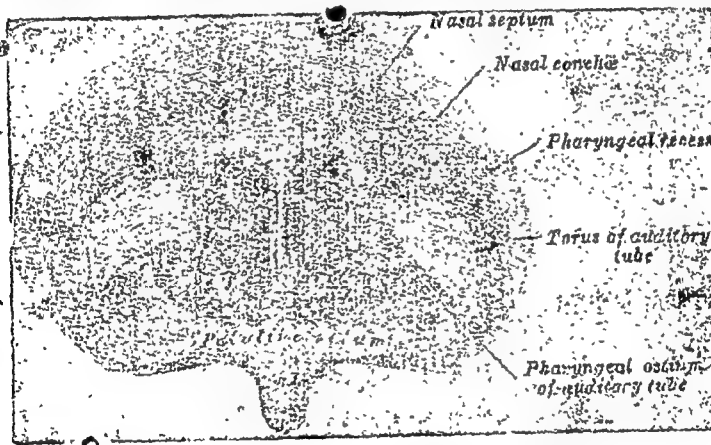 Nasal septum
Nasal conchæ
Pharyngeal recess
Torus of auditory
tube
Pharyngeal ostium
of auditory tube